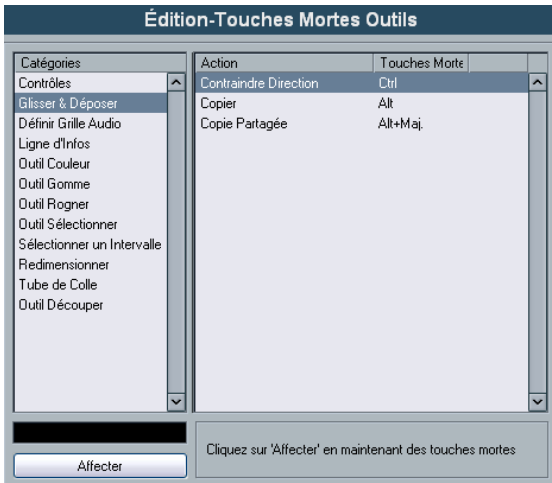 Édition-Touches Mortes Outils
Catégories
Contrôles
Glisser & Déposer
Définir Grille Audio
Ligne d'Infos
Outil Couleur
Outil Gomme
Outil Rogner
Outil Sélectionner
Sélectionner un Intervalle
Redimensionner
Tube de Colle
Outil Découper
Action Touches Morte
Contraindre Direction Ctrl
Copier Alt
Copie Partagée Alt+Maj.
Affecter
Cliquez sur 'Affecter' en maintenant des touches mortes